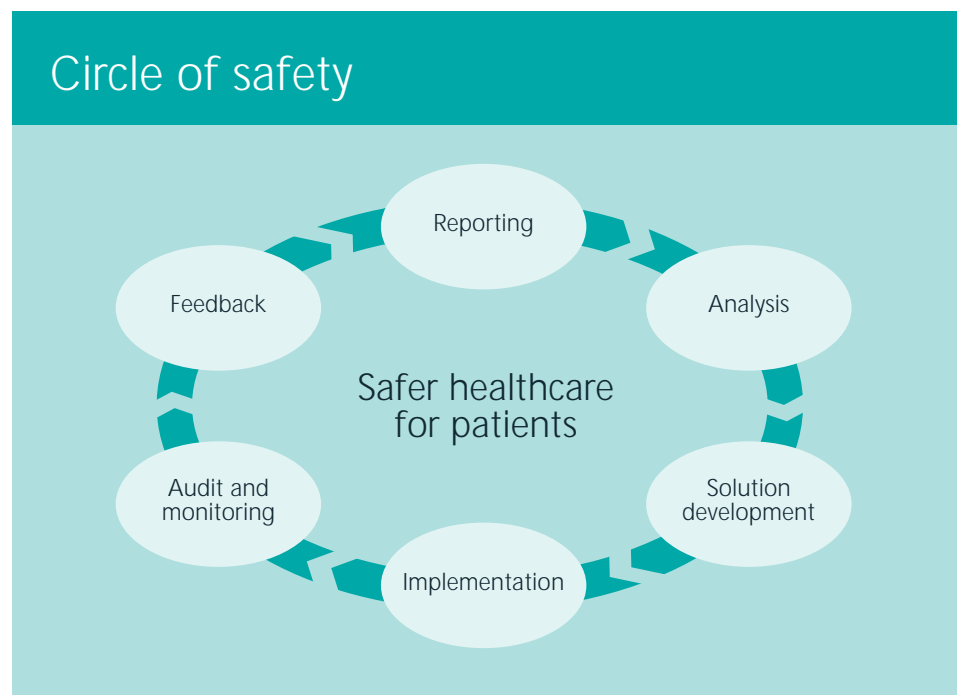 Circle of safety
Reporting
Analysis
Solution
development
Implementation
Audit and
monitoring
Feedback
Safer healthcare
for patients